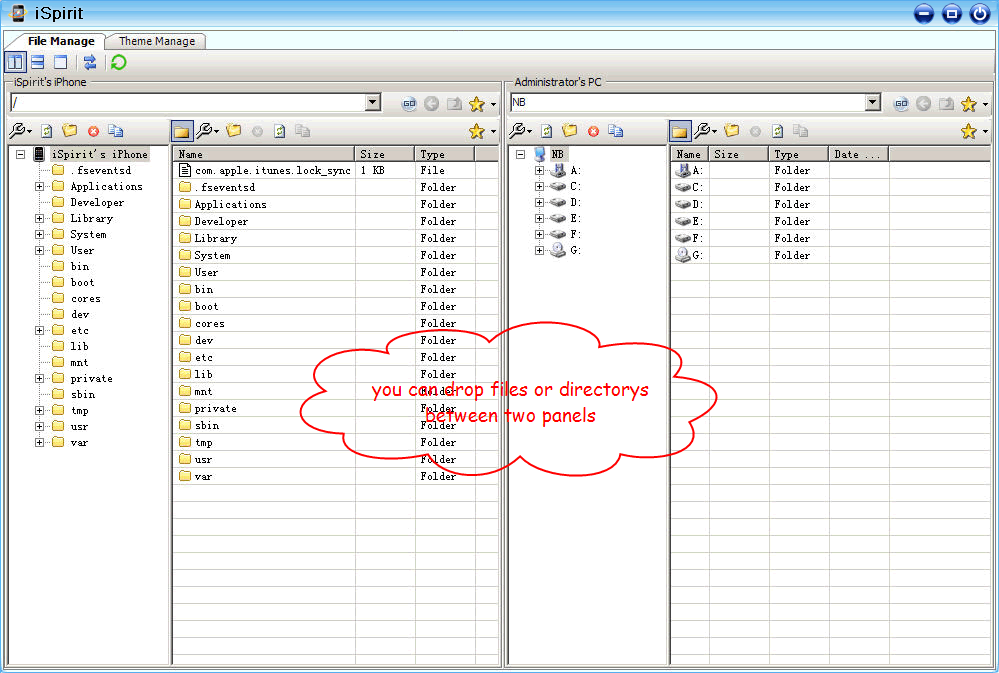 iSpirit
File Manage
Theme Manage
iSpirit's iPhone
Administrator's PC
/
GO
NB
GO
iSpirit's iPhone
.fseventsd
Applications
Developer
Library
System
User
bin
boot
cores
dev
etc
lib
mnt
private
sbin
tmp
usr
var
Name Size Type
com.apple.itunes.lock_sync 1 KB File
.fseventsd Folder
Applications Folder
Developer Folder
Library Folder
System Folder
User Folder
bin Folder
boot Folder
cores Folder
dev Folder
etc Folder
lib Folder
mnt Folder
private Folder
sbin Folder
tmp Folder
usr Folder
var Folder
NB
A:
C:
D:
E:
F:
G:
Name Size Type Date ...
A: Folder
C: Folder
D: Folder
E: Folder
F: Folder
G: Folder
you can drop files or directorys
between two panels